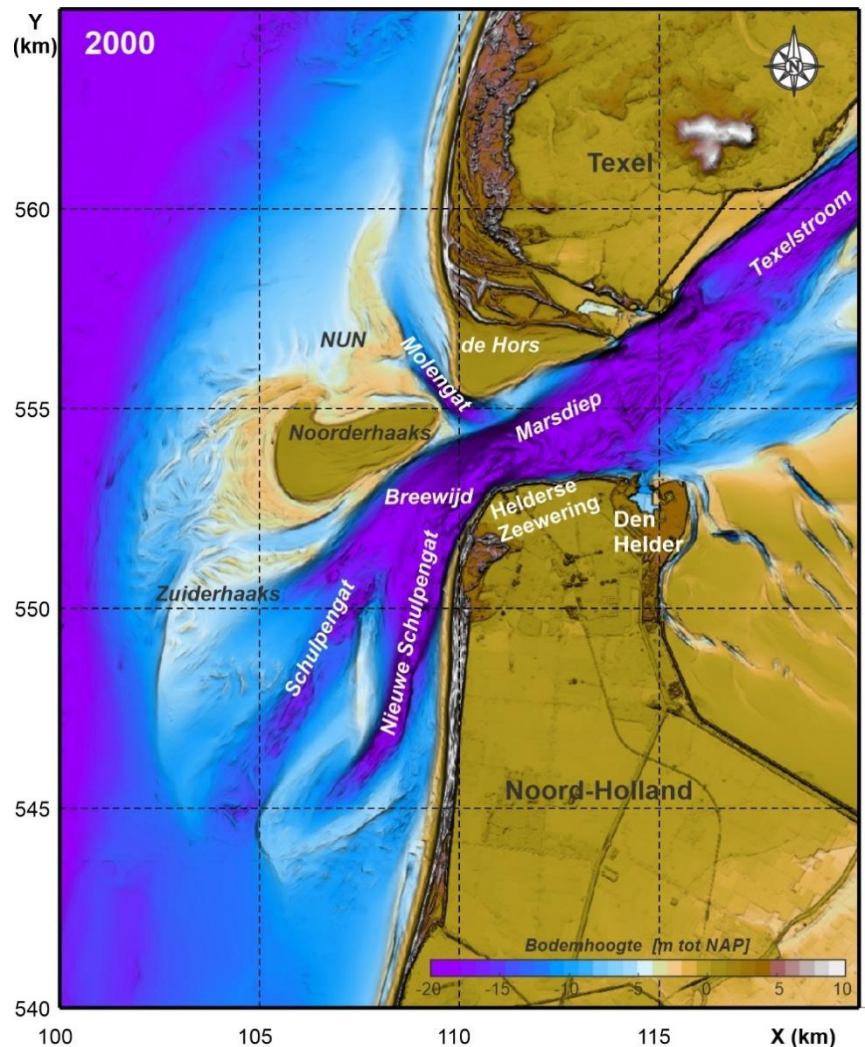 Y
(km)
2000
N
Texel
560
Texelstroom
NUN
de Hors
Molengat
555
Marsdiep
Noorderhaaks
Breewijd
Helderse
Zeewering
Den
Helder
Zuiderhaaks
550
Schulpengat
Nieuwe Schulpengat
Noord-Holland
545
Bodemhoogte [m tot NAP]
-20 -15 -10 -5 0 5 10
540
100 105 110 115 X (km)